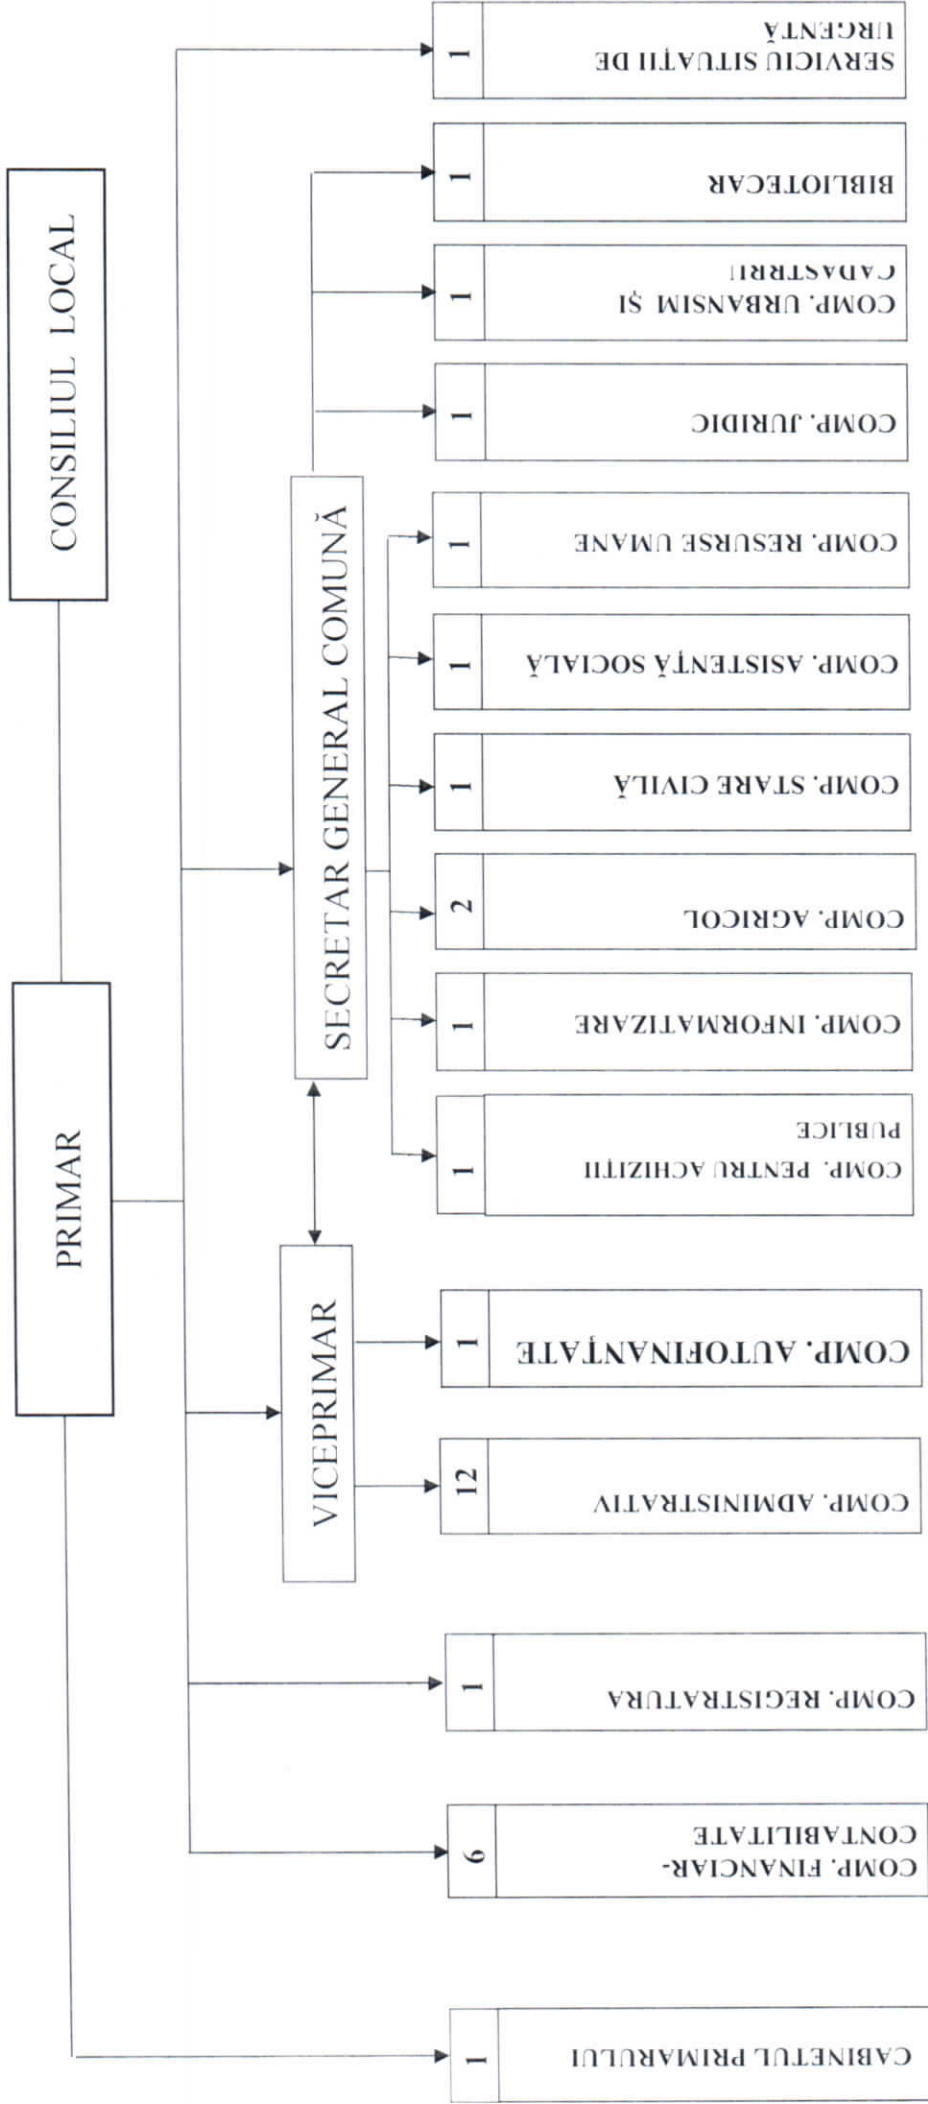 CONSILIUL LOCAL
PRIMAR
SECRETAR GENERAL COMUNĂ
VICEPRIMAR
1
CABINETUL PRIMARULUI
6
COMP. FINANCIAR-
CONTABILITATE
1
COMP. REGISTRATURA
12
COMP. ADMINISTRATIV
1
COMP. AUTOFINANȚATE
1
COMP. PENTRU ACHIZIȚII
PUBLICE
1
COMP. INFORMATIZARE
2
COMP. AGRICOL
1
COMP. STARE CIVILĂ
1
COMP. ASISTENȚĂ SOCIALĂ
1
COMP. RESURSE UMANE
1
COMP. JURIDIC
1
COMP. URBANSIM ȘI
CADASTRRU
1
BIBLIOTECAR
1
SERVICIU SITUAȚII DE
URGENTĂ